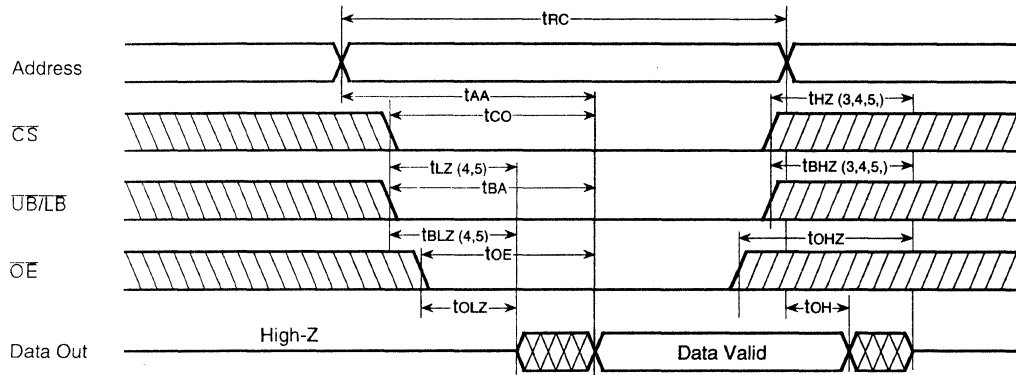 tRC
Address
tAA
tHZ (3,4,5,)
tCO
CS
tLZ (4,5)
tBHZ (3,4,5,)
tBA
UB/LB
tBLZ (4,5)
tOHZ
tOE
OE
tOLZ
tOH
High-Z
Data Out
Data Valid